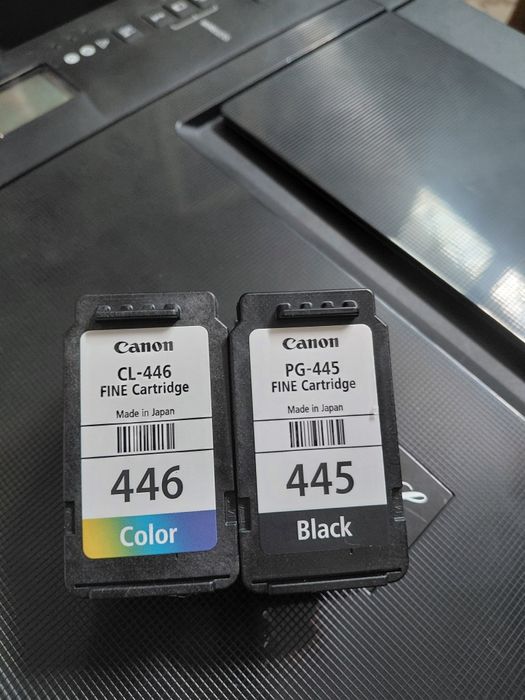 Canon
CL-446
FINE Cartridge
Made in Japan
446
Color
Canon
PG-445
FINE Cartridge
Made in Japan
445
Black